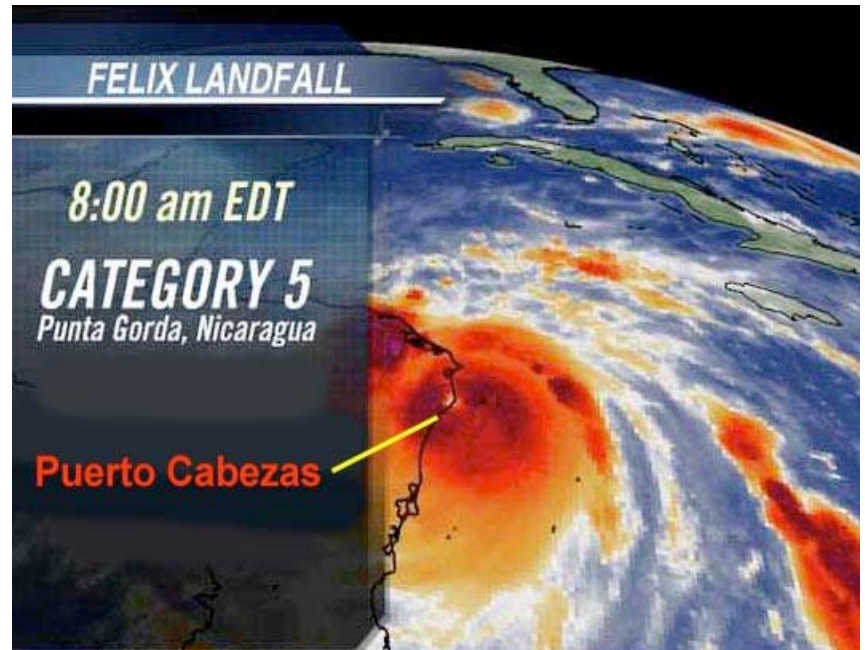 FELIX LANDFALL
8:00 am EDT
CATEGORY 5
Punta Gorda, Nicaragua
Puerto Cabezas